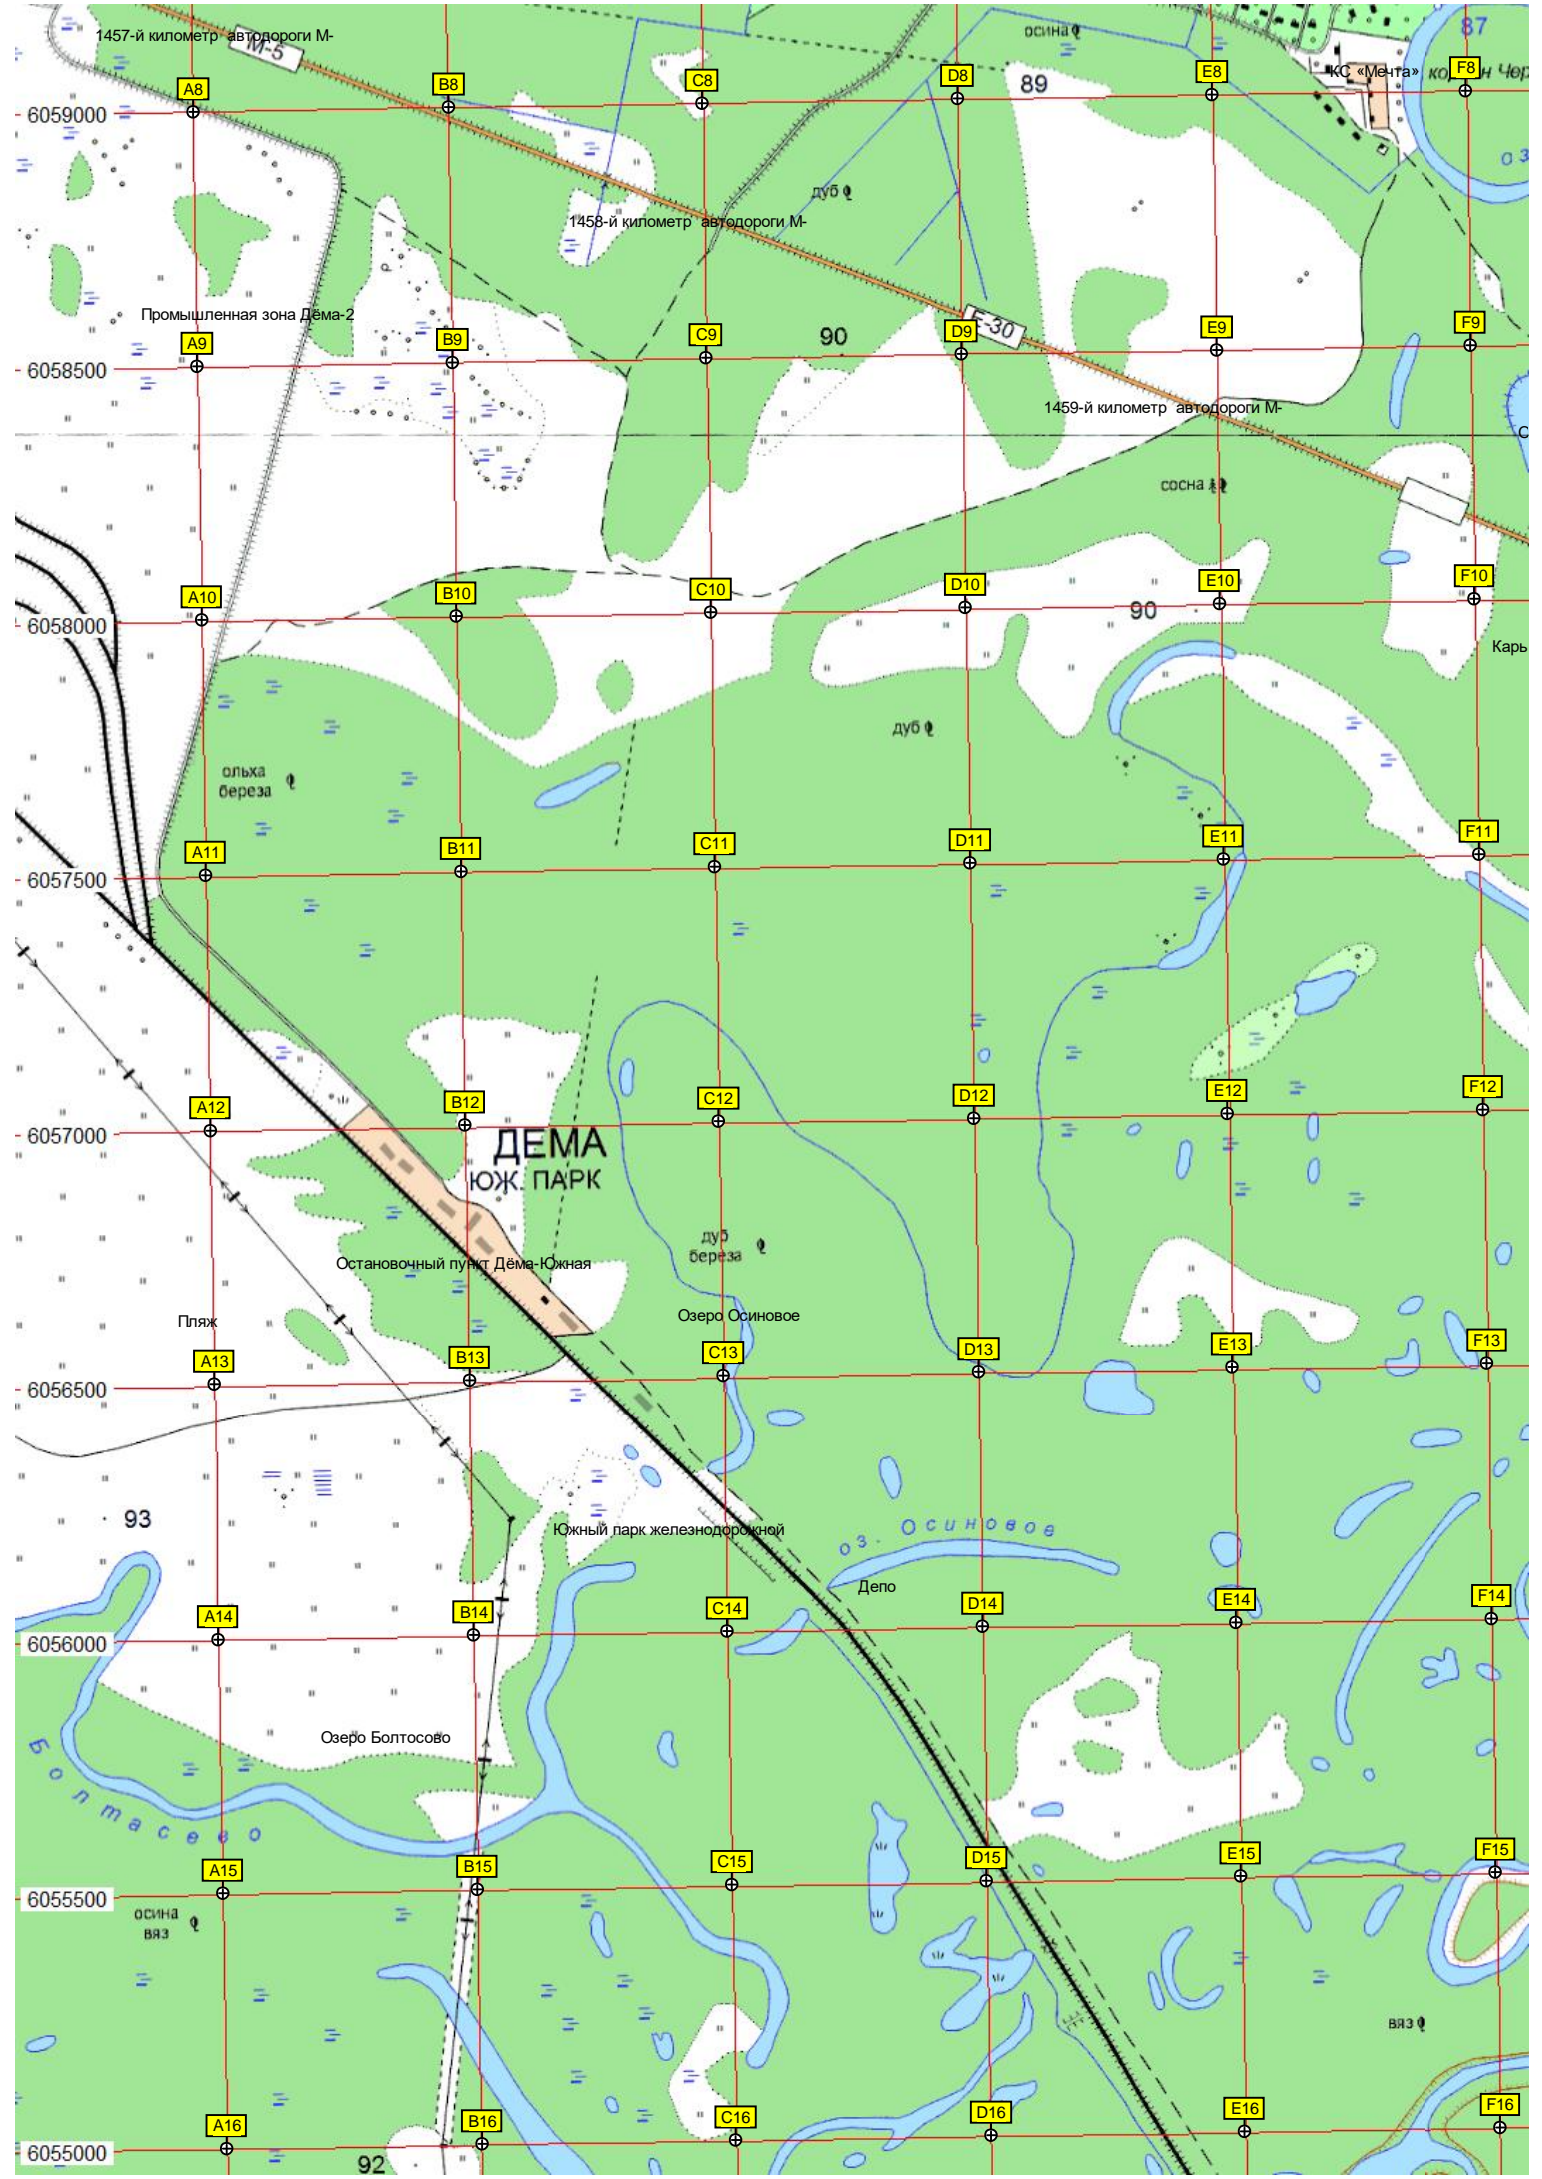 1457-й километр автодороги М-
М-5
осина
87
КС «Мечта»
A8
B8
C8
D8
E8
F8
6059000
89
оз
дуб
1458-й километр автодороги М-
Промышленная зона Дёма-2
E-30
90
A9
B9
C9
D9
E9
F9
6058500
1459-й километр автодороги М-
С
сосна
A10
B10
C10
D10
E10
F10
6058000
90
Карь
дуб
ольха
береза
A11
B11
C11
D11
E11
F11
6057500
A12
B12
C12
D12
E12
F12
6057000
ДЕМА
ЮЖ. ПАРК
дуб
береза
Остановочный пункт Дёма-Южная
Пляж
Озеро Осиновое
A13
B13
C13
D13
E13
F13
6056500
93
Южный парк железнодорожной
оз. Осиновое
Депо
A14
B14
C14
D14
E14
F14
6056000
Озеро Болтосово
Болтасево
A15
B15
C15
D15
E15
F15
6055500
осина
вяз
вяз
A16
B16
C16
D16
E16
F16
6055000
92